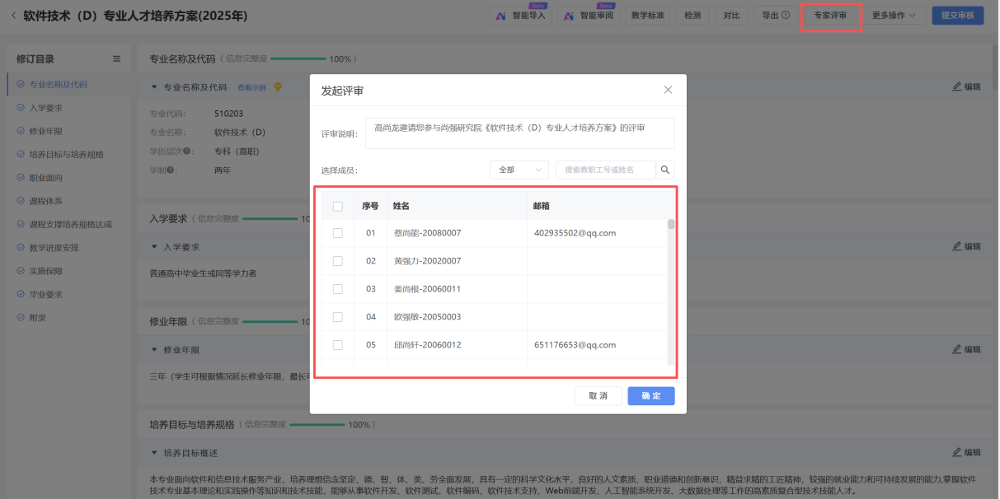 软件技术（D）专业人才培养方案(2025年)
智能导入 Beta
智能审阅 Beta
教学标准
检测
对比
导出
专家评审
更多操作
提交审核
修订目录
专业名称及代码
入学要求
修业年限
培养目标与培养规格
职业面向
课程体系
课程支撑培养规格达成
教学进度安排
实施保障
毕业要求
附录
专业名称及代码（信息完整度 100%）
专业名称及代码 查看示例
编辑
专业代码： 510203
专业名称： 软件技术（D）
学历层次： 专科（高职）
学制： 两年
入学要求（信息完整度 10
入学要求
编辑
普通高中毕业生或同等学力者
修业年限（信息完整度 10
修业年限
编辑
三年（学生可根据情况延长修业年限，最长
培养目标与培养规格（信息完整度 100%）
培养目标概述
编辑
本专业面向软件和信息技术服务产业，培养理想信念坚定，德、智、体、美、劳全面发展，具有一定的科学文化水平，良好的人文素质、职业道德和创新意识，精益求精的工匠精神，较强的就业能力和可持续发展的能力,掌握软件
技术专业基本理论和实践操作等知识和技术技能，能够从事软件开发、软件测试、软件编码、软件技术支持、Web前端开发、人工智能系统开发、大数据处理等工作的高素质复合型技术技能人才。
发起评审
评审说明： 高尚龙邀请您参与尚强研究院《软件技术（D）专业人才培养方案》的评审
选择成员： 全部 搜索教职工号或姓名
序号 姓名 邮箱
01 蔡尚能-20080007 402935502@qq.com
02 黄强力-20020007
03 姜尚根-20060011
04 欧强敏-20050003
05 邱尚轩-20060012 651176653@qq.com
取 消
确 定